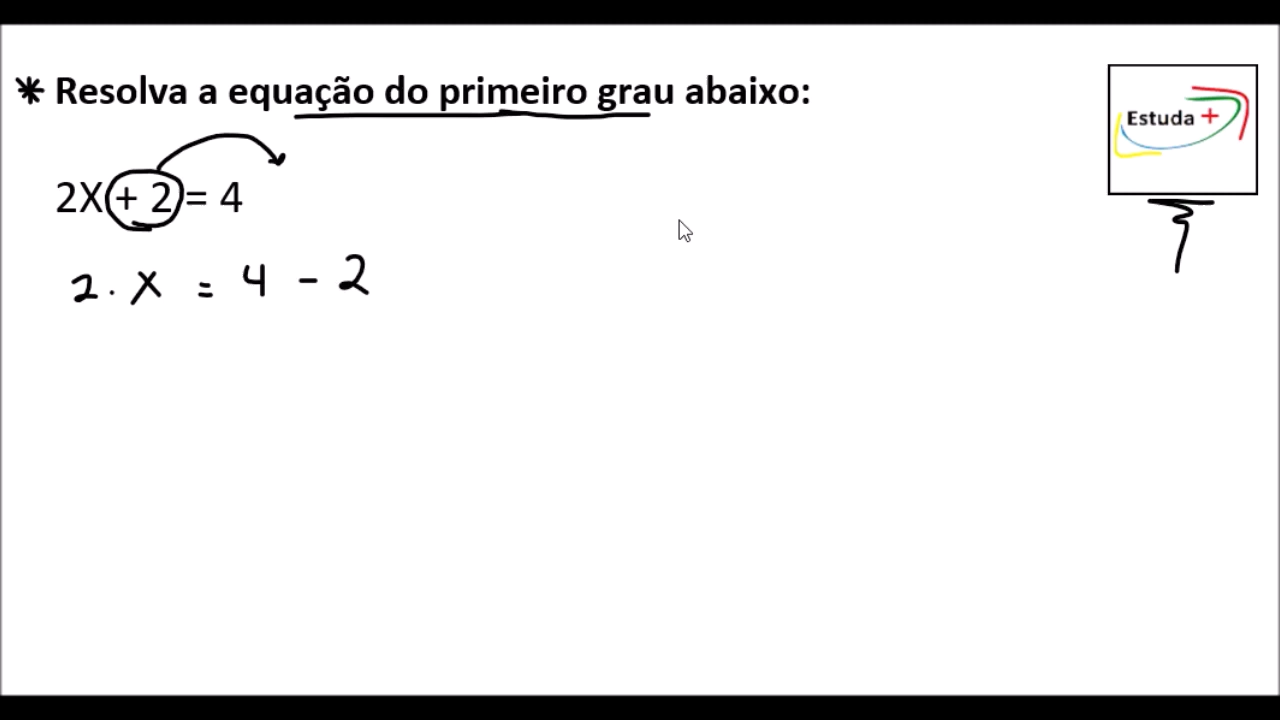 * Resolva a equação do primeiro grau abaixo:
Estuda +
2X + 2 = 4
2 . X = 4 - 2